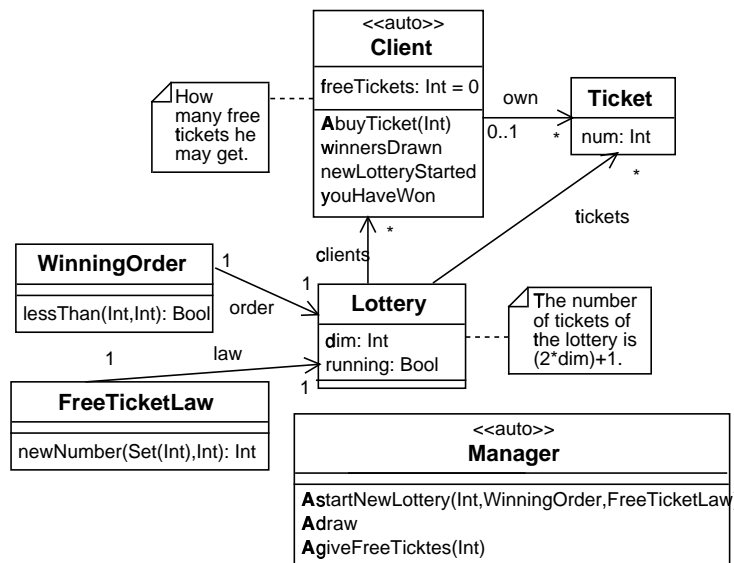 <<auto>>
Client
freeTickets: Int = 0
AbuyTicket(Int)
winnersDrawn
newLotteryStarted
youHaveWon
How
many free
tickets he
may get.
own
0..1
*
Ticket
num: Int
*
tickets
*
clients
WinningOrder
lessThan(Int,Int): Bool
1
order
1
Lottery
dim: Int
running: Bool
The number
of tickets of
the lottery is
(2*dim)+1.
1
law
1
FreeTicketLaw
newNumber(Set(Int),Int): Int
<<auto>>
Manager
AstartNewLottery(Int,WinningOrder,FreeTicketLaw
Adraw
AgiveFreeTicktes(Int)